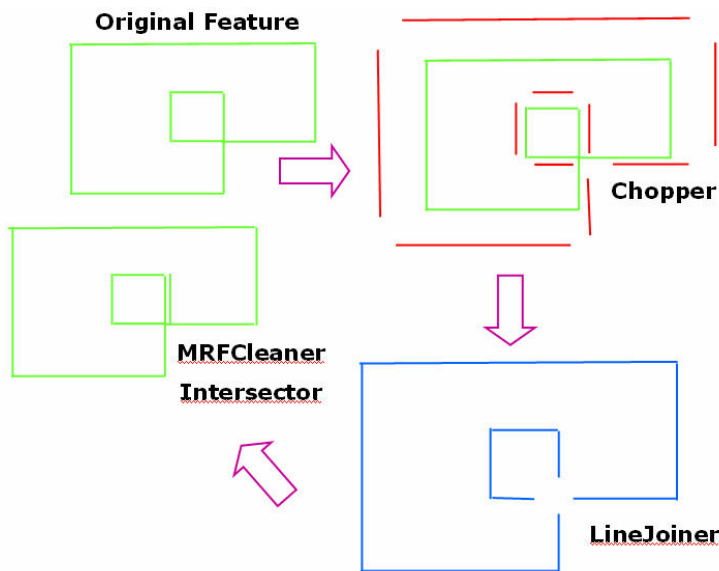 Original Feature
Chopper
MRFCleaner
Intersector
LineJoiner